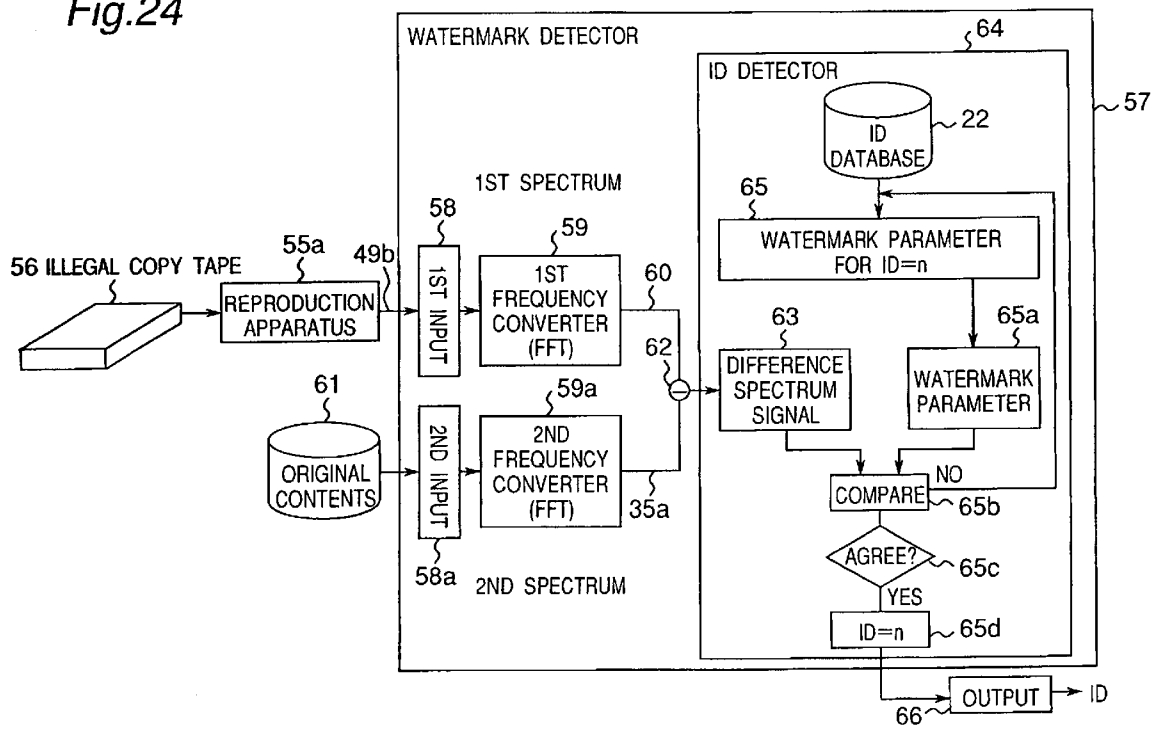 Fig.24
WATERMARK DETECTOR
64
ID DETECTOR
57
ID
DATABASE
22
1ST SPECTRUM
65
WATERMARK PARAMETER
FOR ID=n
58
59
56 ILLEGAL COPY TAPE
55a
49b
REPRODUCTION
APPARATUS
1ST INPUT
1ST
FREQUENCY
CONVERTER
(FFT)
60
62
63
DIFFERENCE
SPECTRUM
SIGNAL
65a
WATERMARK
PARAMETER
61
ORIGINAL
CONTENTS
59a
2ND INPUT
2ND
FREQUENCY
CONVERTER
(FFT)
35a
58a
2ND SPECTRUM
COMPARE
NO
65b
AGREE?
65c
YES
ID=n
65d
66
OUTPUT
ID